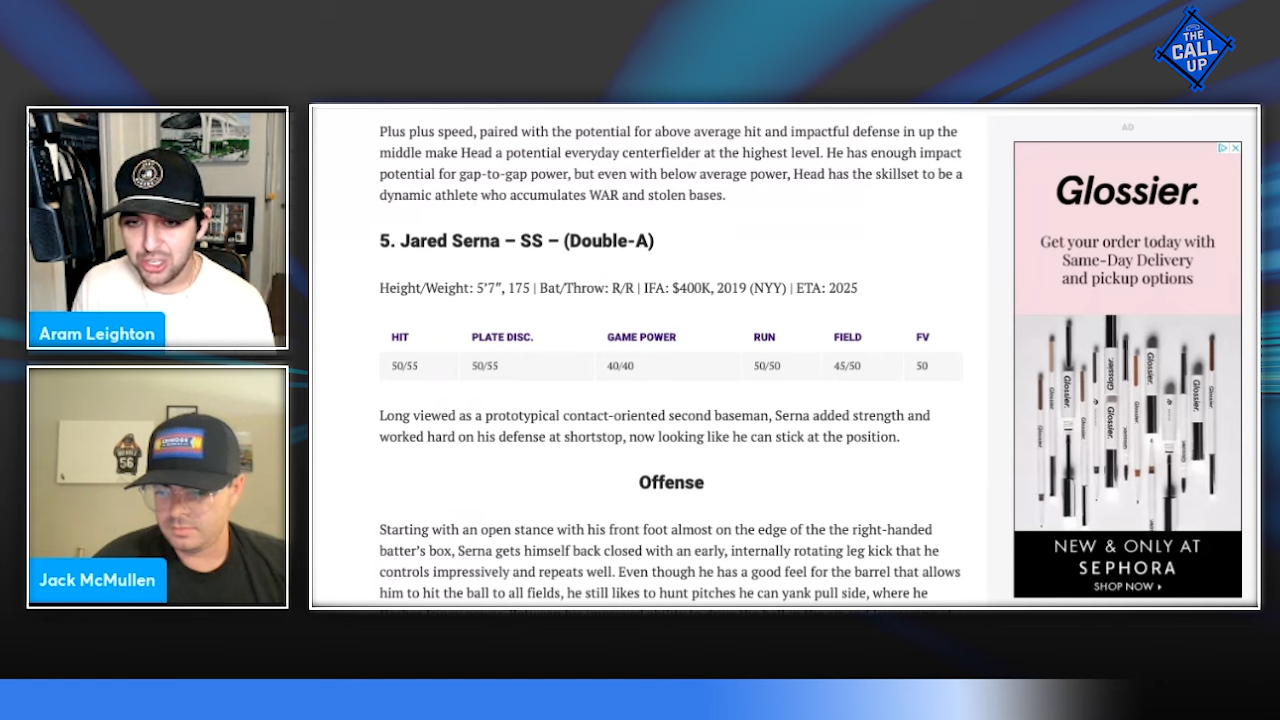 THE
CALL
UP
Aram Leighton
56
Jack McMullen
Plus plus speed, paired with the potential for above average hit and impactful defense in up the
middle make Head a potential everyday centerfielder at the highest level. He has enough impact
potential for gap-to-gap power, but even with below average power, Head has the skillset to be a
dynamic athlete who accumulates WAR and stolen bases.
5. Jared Serna – SS – (Double-A)
Height/Weight: 5’7″, 175 | Bat/Throw: R/R | IFA: $400K, 2019 (NYY) | ETA: 2025
HIT PLATE DISC. GAME POWER RUN FIELD FV
50/55 50/55 40/40 50/50 45/50 50
Long viewed as a prototypical contact-oriented second baseman, Serna added strength and
worked hard on his defense at shortstop, now looking like he can stick at the position.
Offense
Starting with an open stance with his front foot almost on the edge of the the right-handed
batter’s box, Serna gets himself back closed with an early, internally rotating leg kick that he
controls impressively and repeats well. Even though he has a good feel for the barrel that allows
him to hit the ball to all fields, he still likes to hunt pitches he can yank pull side, where he
AD
Glossier.
Get your order today with
Same-Day Delivery
and pickup options
Glossier.
Glossier.
Glossier.
Glossier.
NEW & ONLY AT
SEPHORA
SHOP NOW